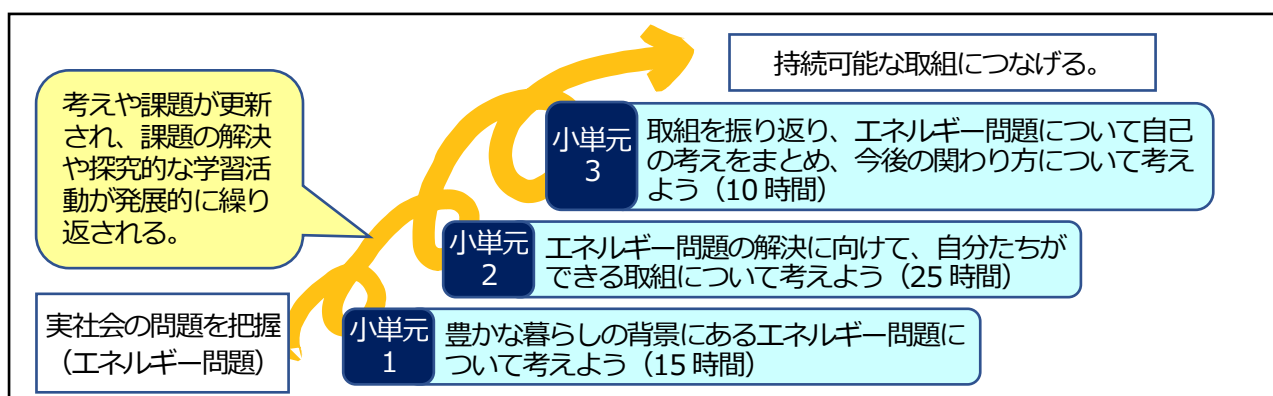 持続可能な取組につなげる。
考えや課題が更新
され、課題の解決
や探究的な学習活
動が発展的に繰り
返される。
小単元
3
取組を振り返り、エネルギー問題について自己
の考えをまとめ、今後の関わり方について考え
よう（10 時間）
小単元
2
エネルギー問題の解決に向けて、自分たちが
できる取組について考えよう（25 時間）
実社会の問題を把握
（エネルギー問題）
小単元
1
豊かな暮らしの背景にあるエネルギー問題に
ついて考えよう（15 時間）